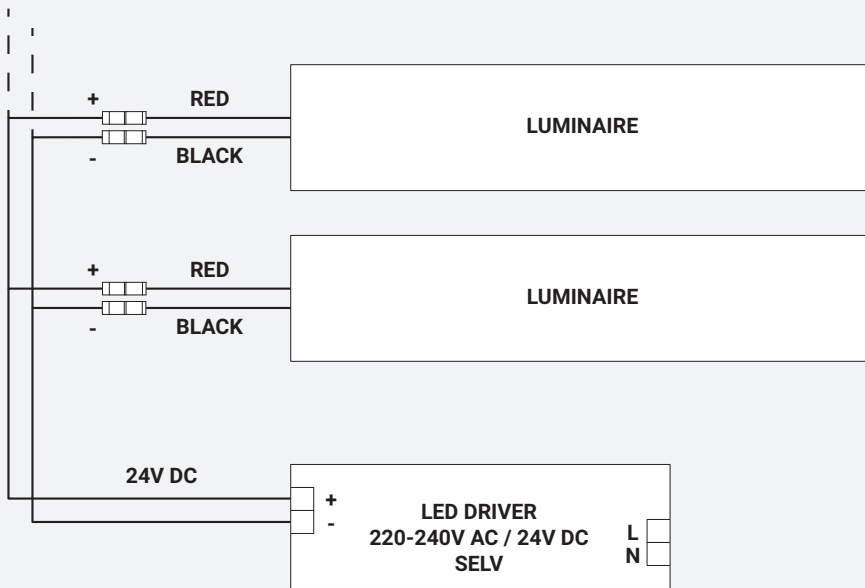 + RED
LUMINAIRE
- BLACK
+ RED
LUMINAIRE
- BLACK
24V DC
+
-
LED DRIVER
220-240V AC / 24V DC
SELV
L
N